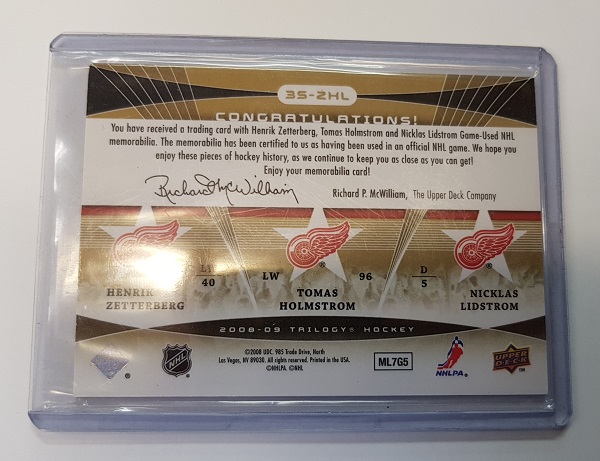 3S-ZHL
CONGRATULATIONS!
You have received a trading card with Henrik Zetterberg, Tomas Holmstrom and Nicklas Lidstrom Game-Used NHL
memorabilia. The memorabilia has been certified to us as having been used in an official NHL game. We hope you
enjoy these pieces of hockey history, as we continue to keep you as close as you can get!
Enjoy your memorabilia card!
Richard McWilliam
Richard P. McWilliam, The Upper Deck Company
® ®
LW 40 LW 96 D 5
HENRIK ZETTERBERG TOMAS HOLMSTROM NICKLAS LIDSTROM
2008-09 TRILOGY® HOCKEY
©2008 UDC. 985 Trade Drive, North
Las Vegas, NV 89030. All rights reserved. Printed in the USA.
©NHLPA. ©NHL
® NHL ML7G5 NHLPA. UPPER DECK TM